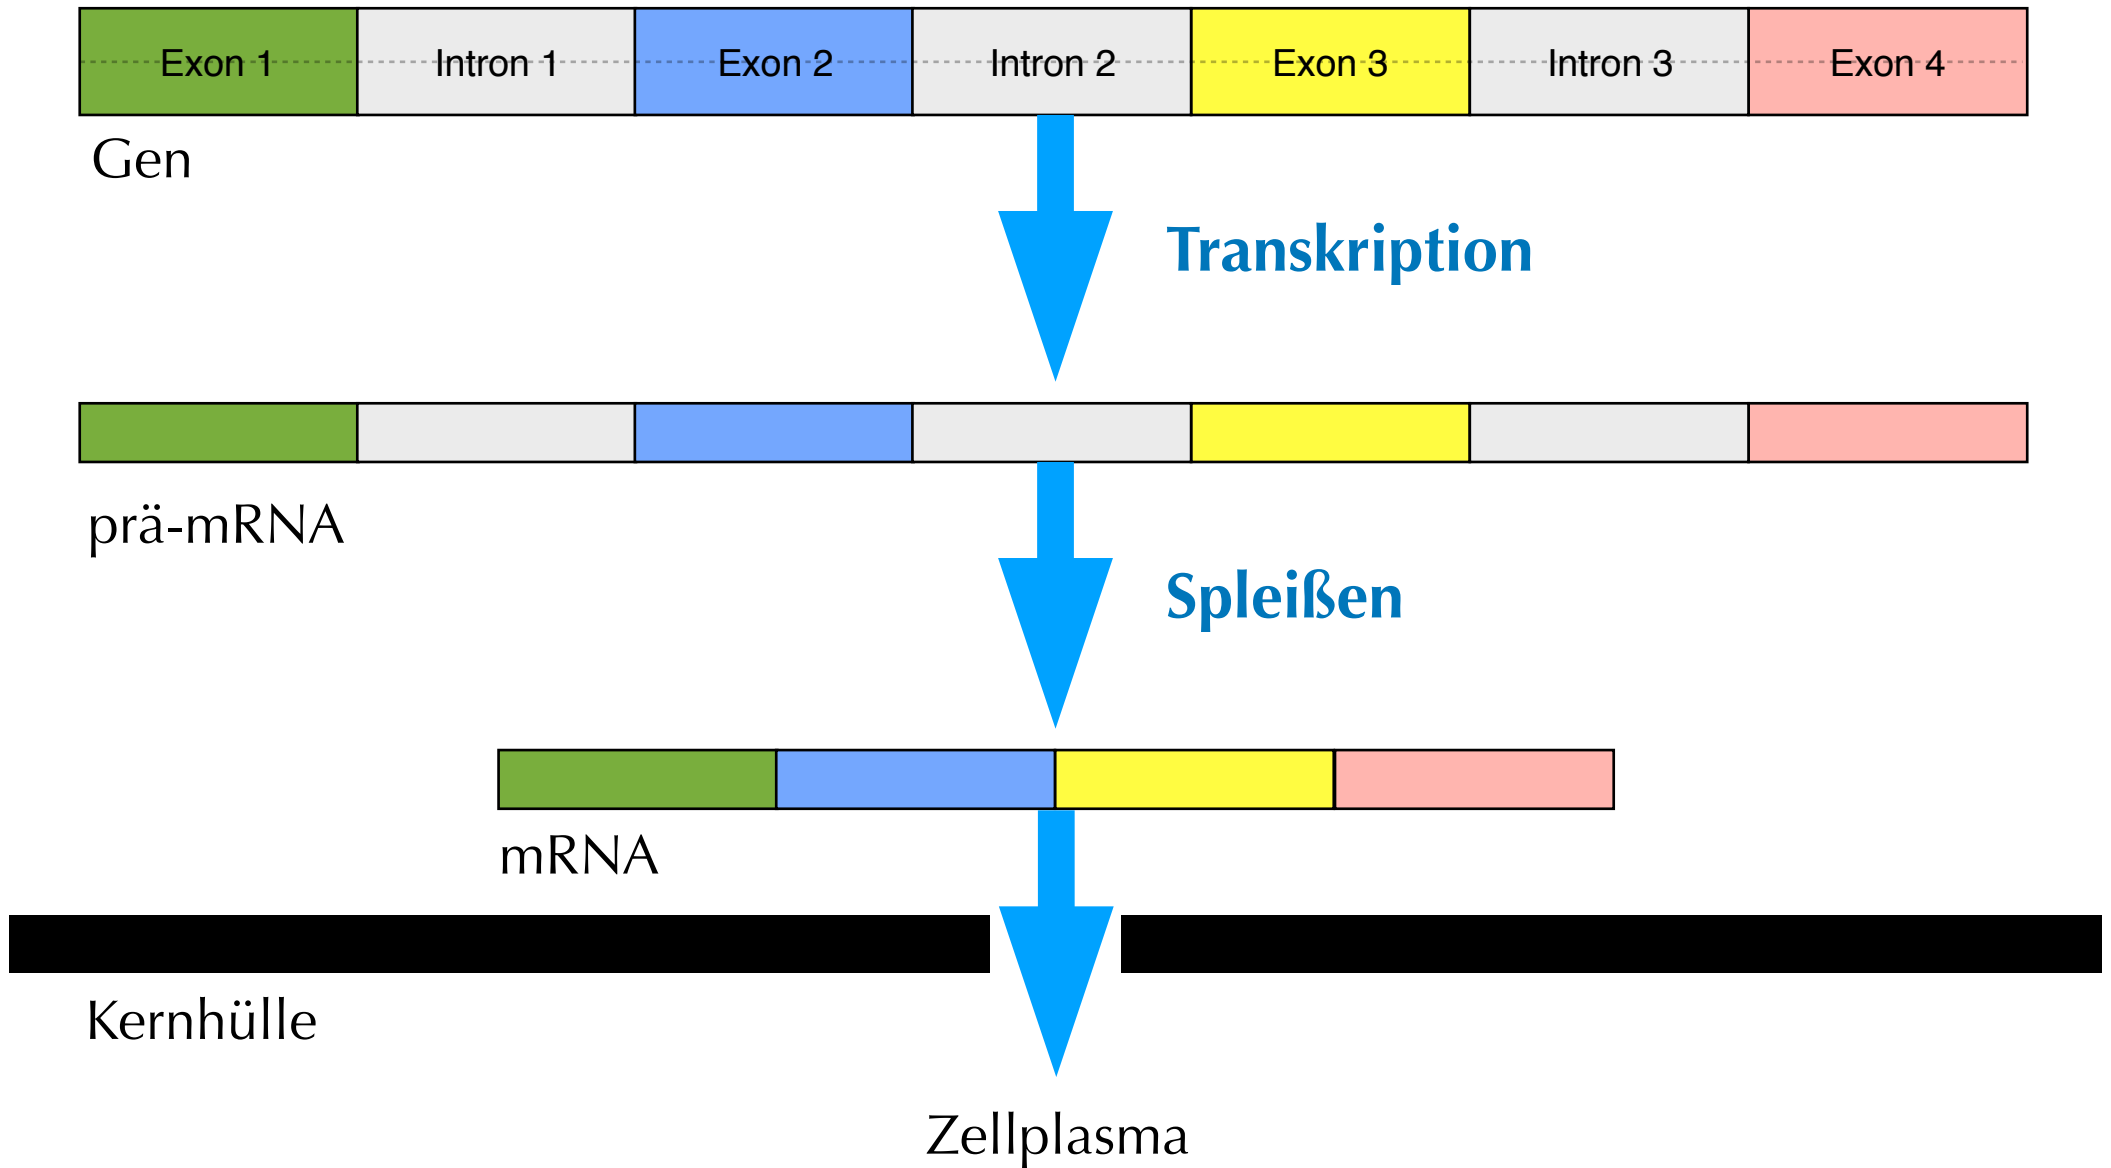 Exon 1 Intron 1 Exon 2 Intron 2 Exon 3 Intron 3 Exon 4
Gen
Transkription
prä-mRNA
Spleißen
mRNA
Kernhülle
Zellplasma